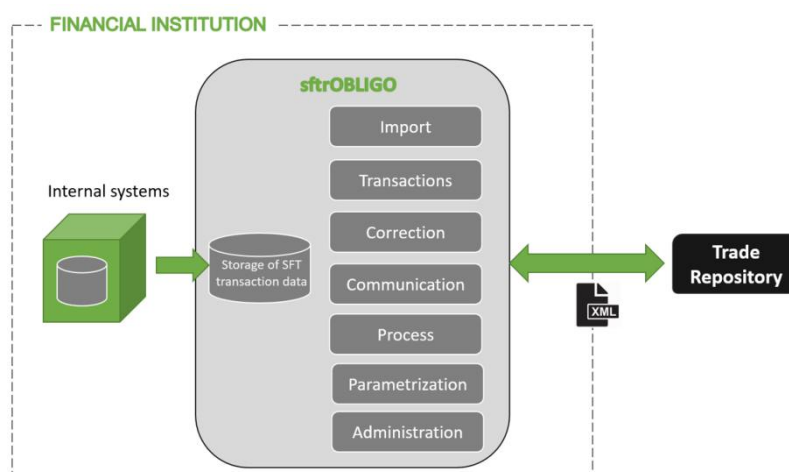 FINANCIAL INSTITUTION
sftrOBLIGO
Import
Transactions
Correction
Communication
Process
Parametrization
Administration
Internal systems
Storage of SFT
transaction data
XML
Trade
Repository